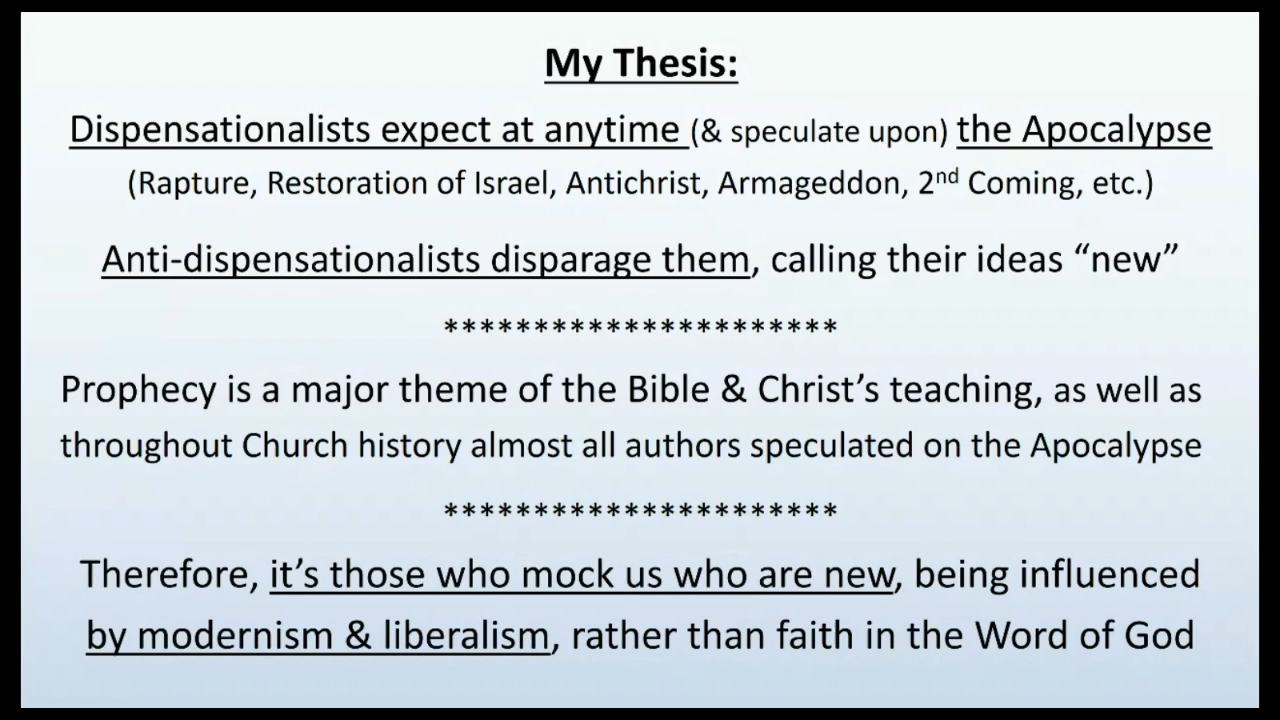 My Thesis:
Dispensationalists expect at anytime (& speculate upon) the Apocalypse
(Rapture, Restoration of Israel, Antichrist, Armageddon, 2nd Coming, etc.)
Anti-dispensationalists disparage them, calling their ideas “new”
**********************
Prophecy is a major theme of the Bible & Christ’s teaching, as well as
throughout Church history almost all authors speculated on the Apocalypse
**********************
Therefore, it’s those who mock us who are new, being influenced
by modernism & liberalism, rather than faith in the Word of God